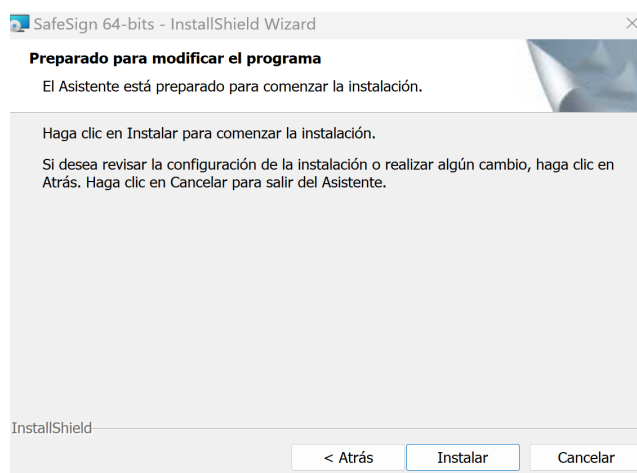 SafeSign 64-bits - InstallShield Wizard
Preparado para modificar el programa
El Asistente está preparado para comenzar la instalación.
Haga clic en Instalar para comenzar la instalación.
Si desea revisar la configuración de la instalación o realizar algún cambio, haga clic en
Atrás. Haga clic en Cancelar para salir del Asistente.
InstallShield
< Atrás Instalar Cancelar